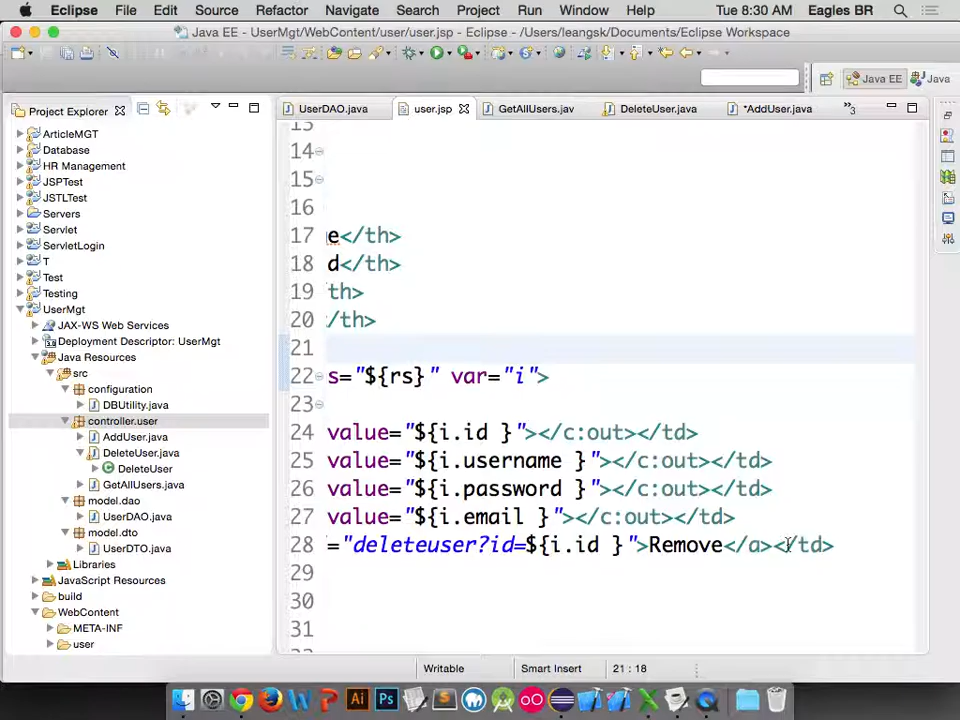 Eclipse File Edit Source Refactor Navigate Search Project Run Window Help Tue 8:30 AM Eagles BR
Java EE - UserMgt/WebContent/user/user.jsp - Eclipse - /Users/leangsk/Documents/Eclipse Workspace
Java EE Java
Project Explorer
UserDAO.java user.jsp GetAllUsers.jav DeleteUser.java *AddUser.java »3
ArticleMGT
Database
HR Management
JSPTest
JSTLTest
Servers
Servlet
ServletLogin
T
Test
Testing
UserMgt
JAX-WS Web Services
Deployment Descriptor: UserMgt
Java Resources
src
configuration
DBUtility.java
controller.user
AddUser.java
DeleteUser.java
DeleteUser
GetAllUsers.java
model.dao
UserDAO.java
model.dto
UserDTO.java
Libraries
JavaScript Resources
build
WebContent
META-INF
user
13
14
15
16
17 e</th>
18 d</th>
19 th>
20 /th>
21
22 s="${rs}" var="i">
23
24 value="${i.id }"></c:out></td>
25 value="${i.username }"></c:out></td>
26 value="${i.password }"></c:out></td>
27 value="${i.email }"></c:out></td>
28 ="deleteuser?id=${i.id }">Remove</a></td>
29
30
31
Writable Smart Insert 21 : 18